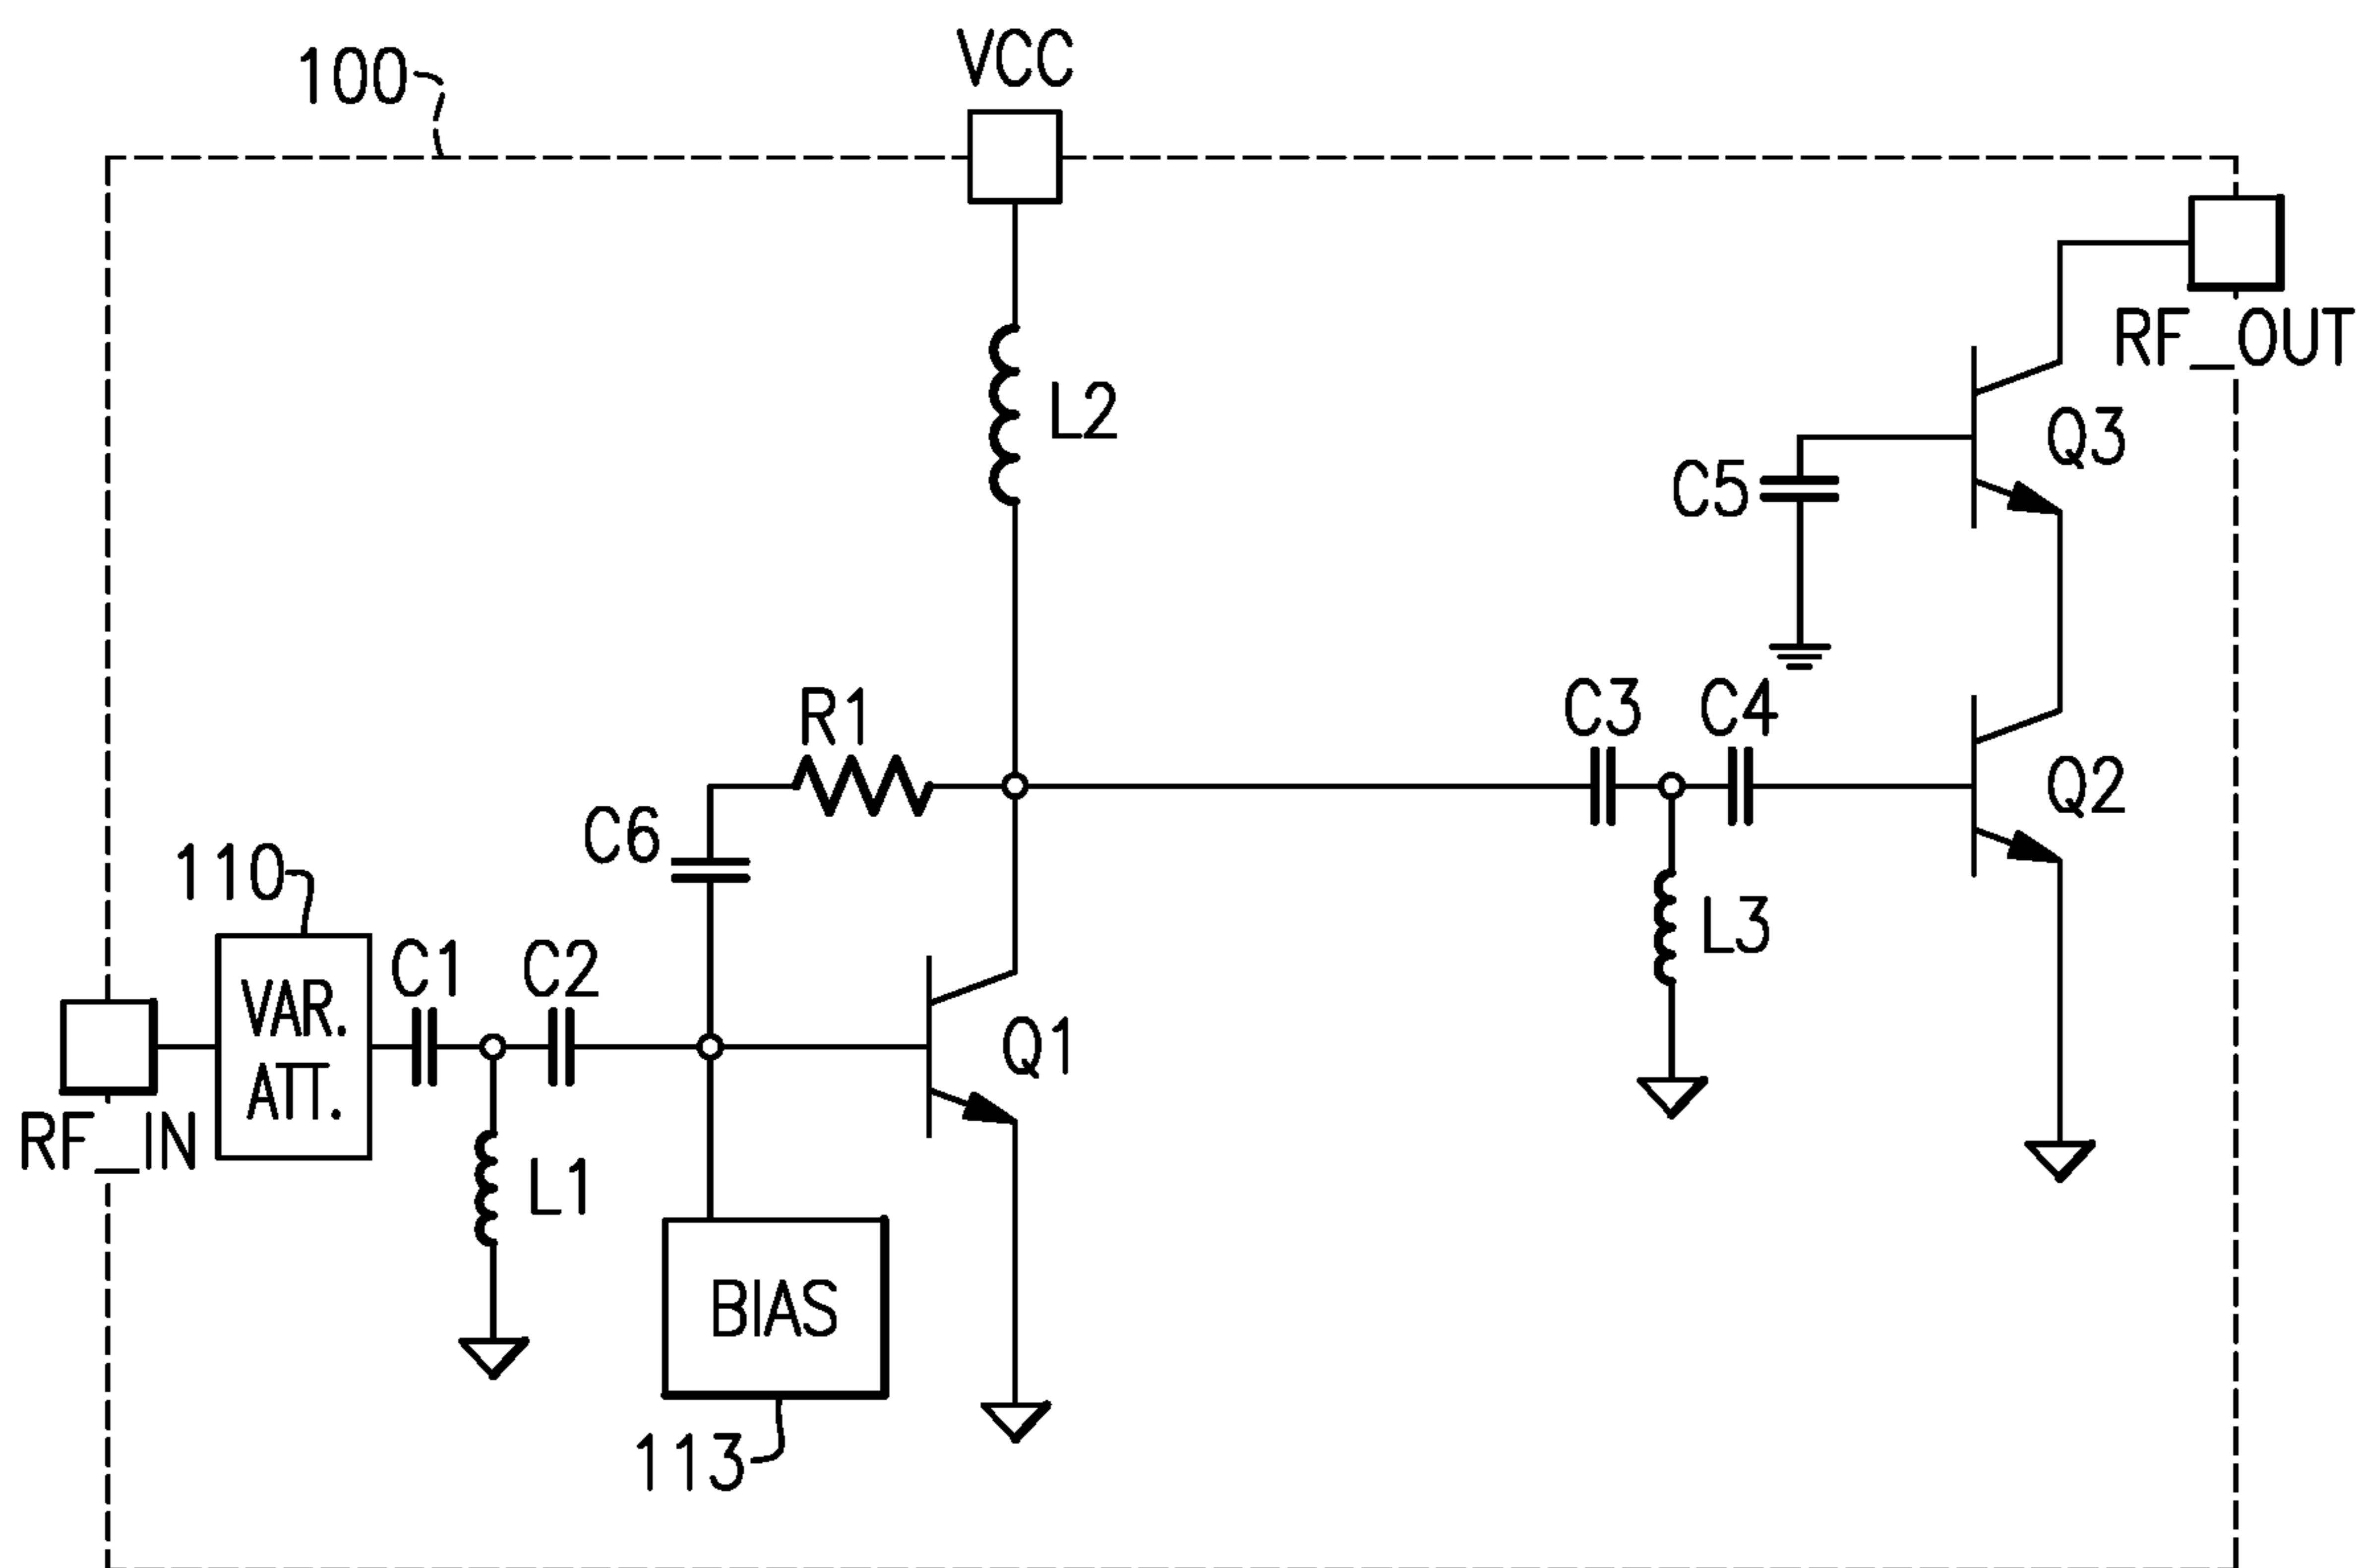 100
VCC
RF_OUT
L2
Q3
C5
R1
C3
C4
Q2
C6
110
L3
C1
C2
VAR.
ATT.
Q1
RF_IN
L1
BIAS
113